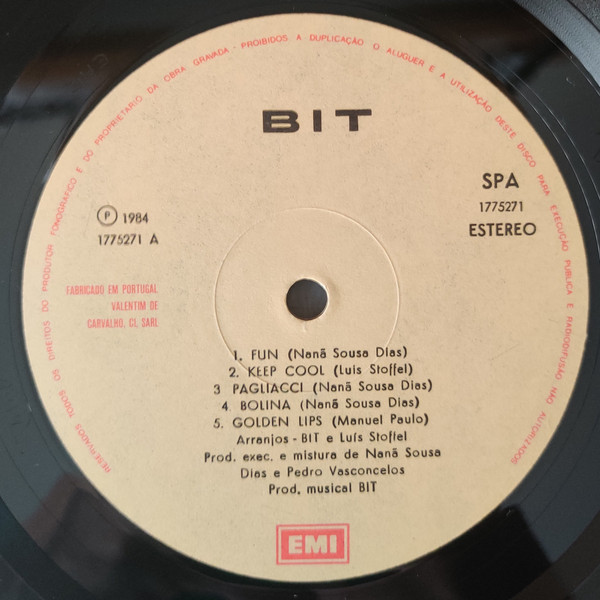 RESERVADOS TODOS OS DIREITOS DO PRODUTOR FONOGRÁFICO E DO PROPRIETARIO DA OBRA GRAVADA - PROIBIDOS A DUPLICAÇÃO O ALUGUER E A UTILIZAÇÃO DESTE DISCO PARA EXECUÇÃO PUBLICA E RADIODIFUSÃO NÃO AUTORIZADOS
BIT
SPA
1775271
ESTEREO
Ⓟ 1984
1775271 A
FABRICADO EM PORTUGAL
VALENTIM DE
CARVALHO, CI, SARL
1. FUN (Nanã Sousa Dias)
2. KEEP COOL (Luis Stoffel)
3 PAGLIACCI (Nanã Sousa Dias)
4. BOLINA (Nanã Sousa Dias)
5. GOLDEN LIPS (Manuel Paulo)
Arranjos - BIT e Luís Stoffel
Prod. exec. e mistura de Nanã Sousa
Dias e Pedro Vasconcelos
Prod. musical BIT
EMI